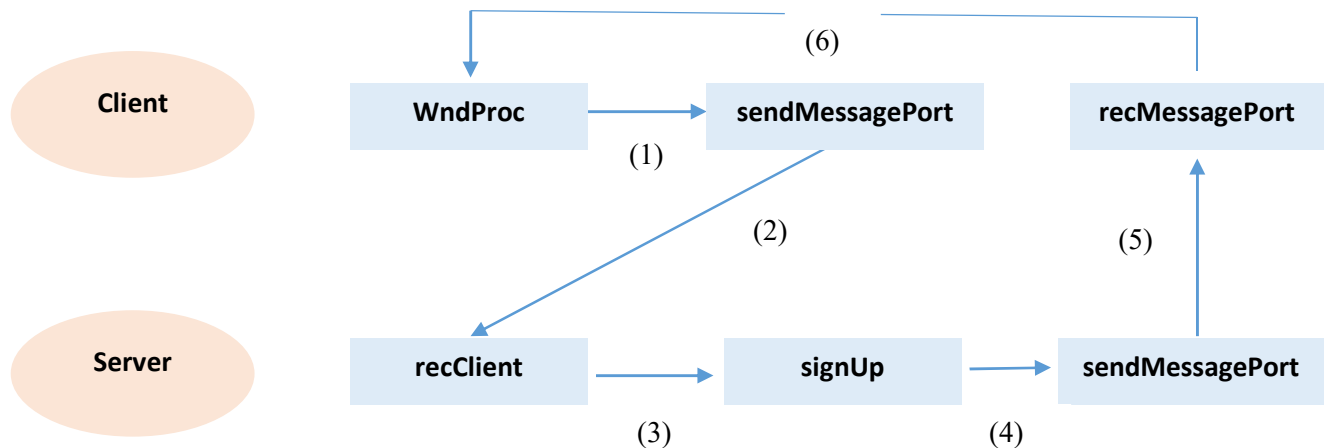 (6)
Client
WndProc
sendMessagePort
recMessagePort
(1)
(2)
(5)
Server
recClient
signUp
sendMessagePort
(3)
(4)